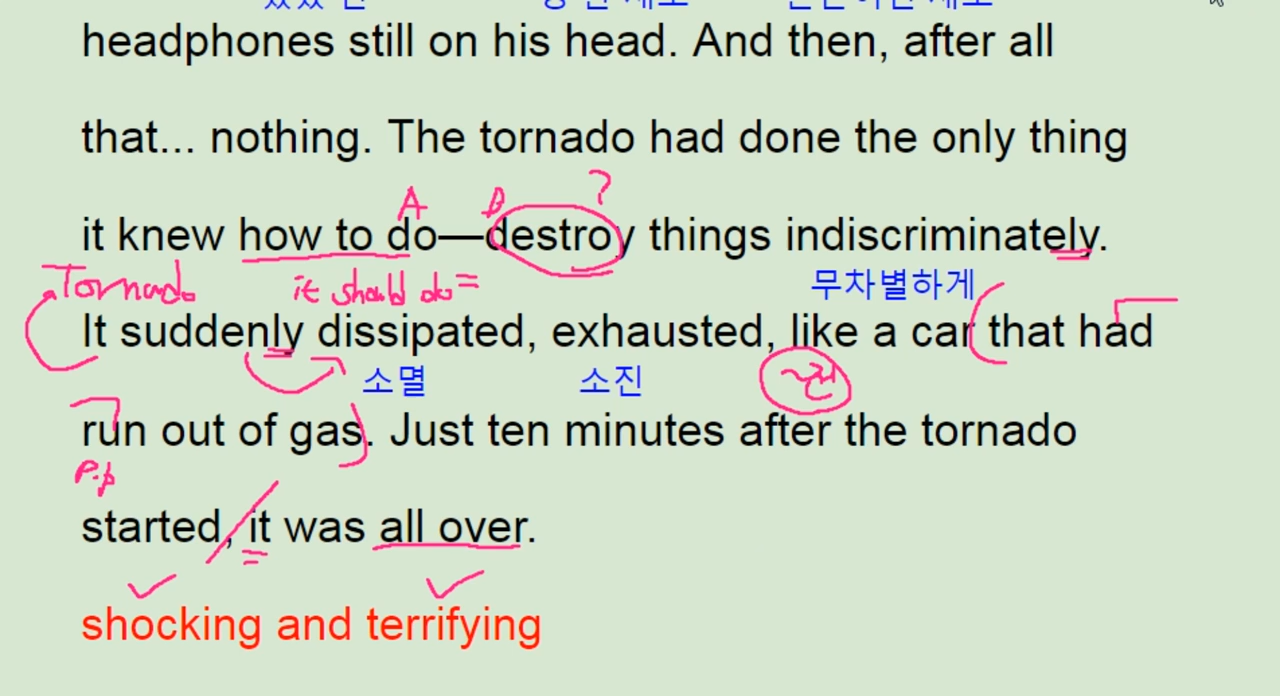 headphones still on his head. And then, after all
that... nothing. The tornado had done the only thing
A B ?
it knew how to do—destroy things indiscriminately.
Tornado it should do = 무차별하게
It suddenly dissipated, exhausted, like a car that had
소멸 소진
run out of gas. Just ten minutes after the tornado
P.p
started, it was all over.
shocking and terrifying